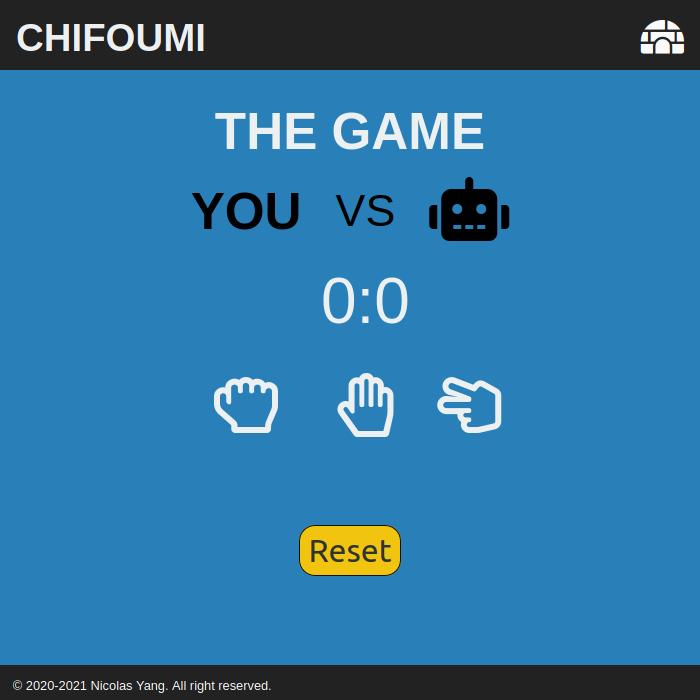 CHIFOUMI
THE GAME
YOU VS
0:0
Reset
© 2020-2021 Nicolas Yang. All right reserved.